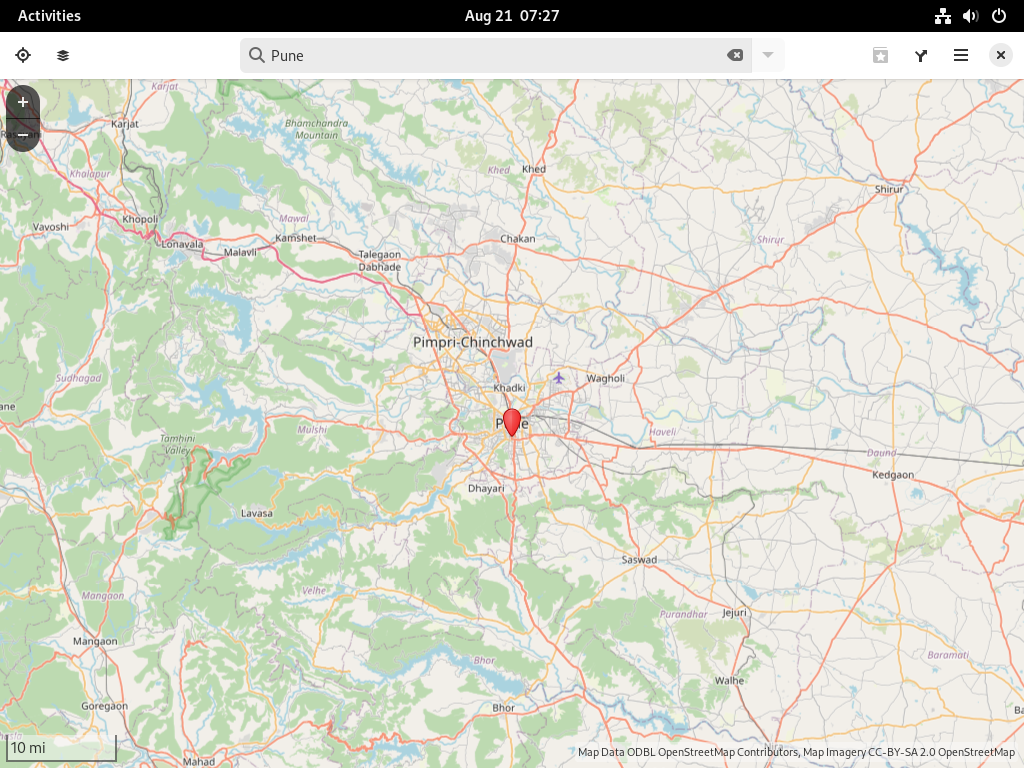 Activities
Aug 21 07:27
Pune
+
−
Karjat
Karjat
Bhamchandra
Mountain
Khalapur
Khed
Khed
Shirur
Vavoshi
Khopoli
Mawal
Lonavala
Malavli
Kamshet
Talegaon
Dabhade
Chakan
Shirur
Pimpri-Chinchwad
Sudhagad
Khadki
Wagholi
Tamhini
Valley
Mulshi
Haveli
Daund
Kedgaon
Dhayari
Lavasa
Saswad
Mangaon
Velhe
Purandhar
Jejuri
Mangaon
Bhor
Baramati
Walhe
Goregaon
Bhor
10 mi
Mahad
Map Data ODBL OpenStreetMap Contributors, Map Imagery CC-BY-SA 2.0 OpenStreetMap